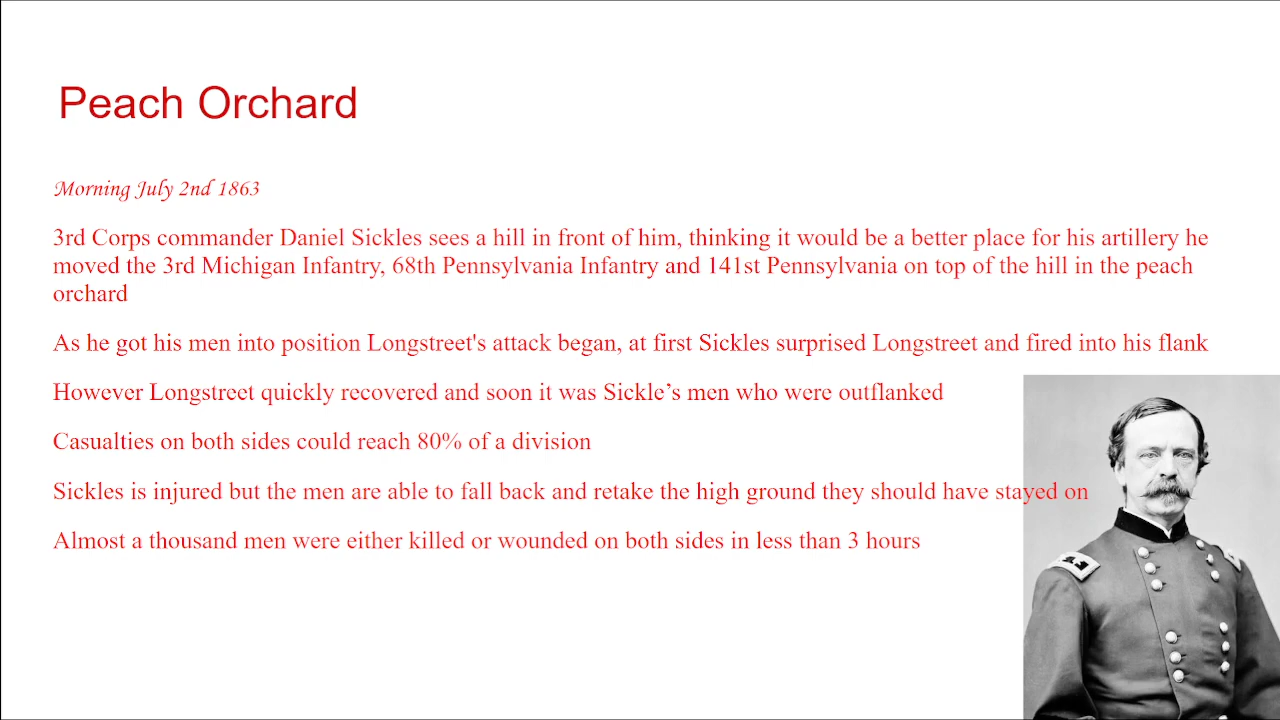 Peach Orchard
Morning July 2nd 1863
3rd Corps commander Daniel Sickles sees a hill in front of him, thinking it would be a better place for his artillery he
moved the 3rd Michigan Infantry, 68th Pennsylvania Infantry and 141st Pennsylvania on top of the hill in the peach
orchard
As he got his men into position Longstreet's attack began, at first Sickles surprised Longstreet and fired into his flank
However Longstreet quickly recovered and soon it was Sickle’s men who were outflanked
Casualties on both sides could reach 80% of a division
Sickles is injured but the men are able to fall back and retake the high ground they should have stayed on
Almost a thousand men were either killed or wounded on both sides in less than 3 hours